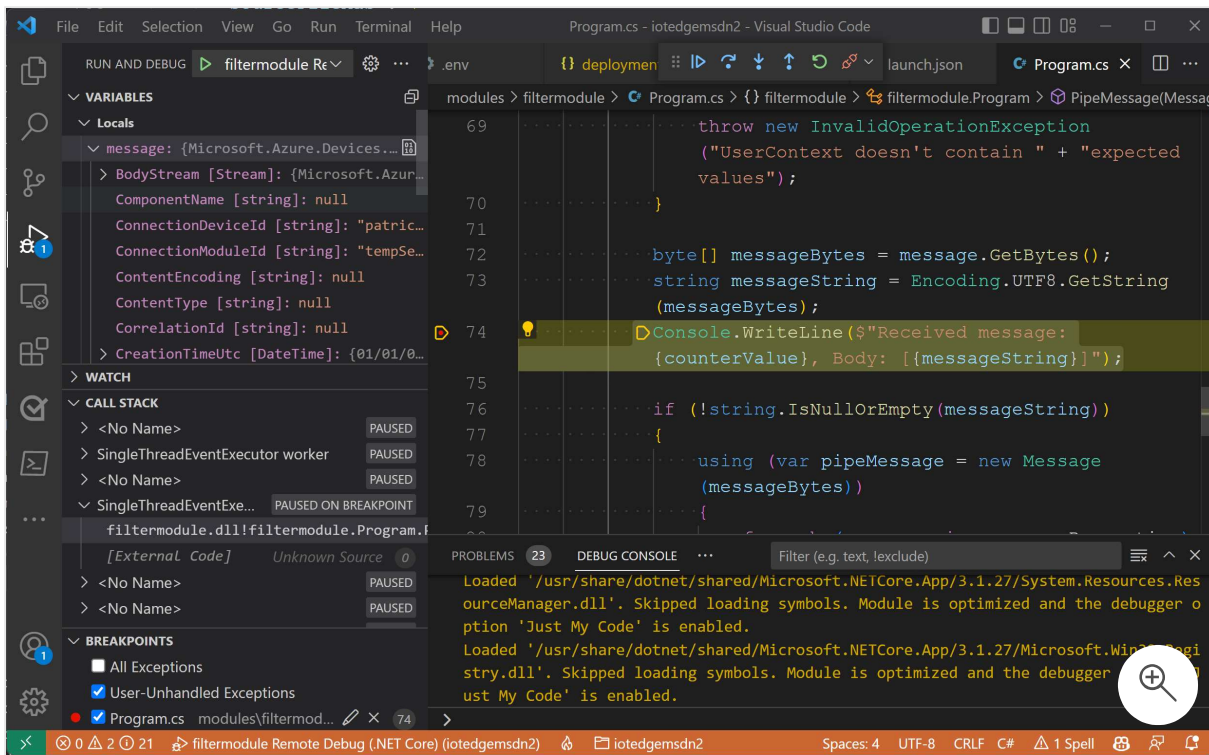 File Edit Selection View Go Run Terminal Help Program.cs - iotedgemsdn2 - Visual Studio Code
RUN AND DEBUG filtermodule Re
.env {} deploymen launch.json C# Program.cs
modules > filtermodule > C# Program.cs > {} filtermodule > filtermodule.Program > PipeMessage(Messag
VARIABLES
Locals
message: {Microsoft.Azure.Devices....
BodyStream [Stream]: {Microsoft.Azur...
ComponentName [string]: null
ConnectionDeviceId [string]: "patric...
ConnectionModuleId [string]: "tempSe...
ContentEncoding [string]: null
ContentType [string]: null
CorrelationId [string]: null
CreationTimeUtc [DateTime]: {01/01/0...
WATCH
CALL STACK
<No Name> PAUSED
SingleThreadEventExecutor worker PAUSED
<No Name> PAUSED
SingleThreadEventExe... PAUSED ON BREAKPOINT
filtermodule.dll!filtermodule.Program.
[External Code] Unknown Source 0
<No Name> PAUSED
<No Name> PAUSED
BREAKPOINTS
All Exceptions
User-Unhandled Exceptions
Program.cs modules\filtermod... 74
1
1
69 throw new InvalidOperationException
("UserContext doesn't contain " + "expected
values");
70 }
71
72 byte[] messageBytes = message.GetBytes();
73 string messageString = Encoding.UTF8.GetString
(messageBytes);
74 Console.WriteLine($"Received message:
{counterValue}, Body: [{messageString}]");
75
76 if (!string.IsNullOrEmpty(messageString))
77 {
78 using (var pipeMessage = new Message
(messageBytes))
79 {
PROBLEMS 23 DEBUG CONSOLE ... Filter (e.g. text, !exclude)
Loaded '/usr/share/dotnet/shared/Microsoft.NETCore.App/3.1.27/System.Resources.Res
ourceManager.dll'. Skipped loading symbols. Module is optimized and the debugger o
ption 'Just My Code' is enabled.
Loaded '/usr/share/dotnet/shared/Microsoft.NETCore.App/3.1.27/Microsoft.Win
stry.dll'. Skipped loading symbols. Module is optimized and the debugger
ust My Code' is enabled.
>
0 2 21 filtermodule Remote Debug (.NET Core) (iotedgemsdn2) iotedgemsdn2 Spaces: 4 UTF-8 CRLF C# 1 Spell